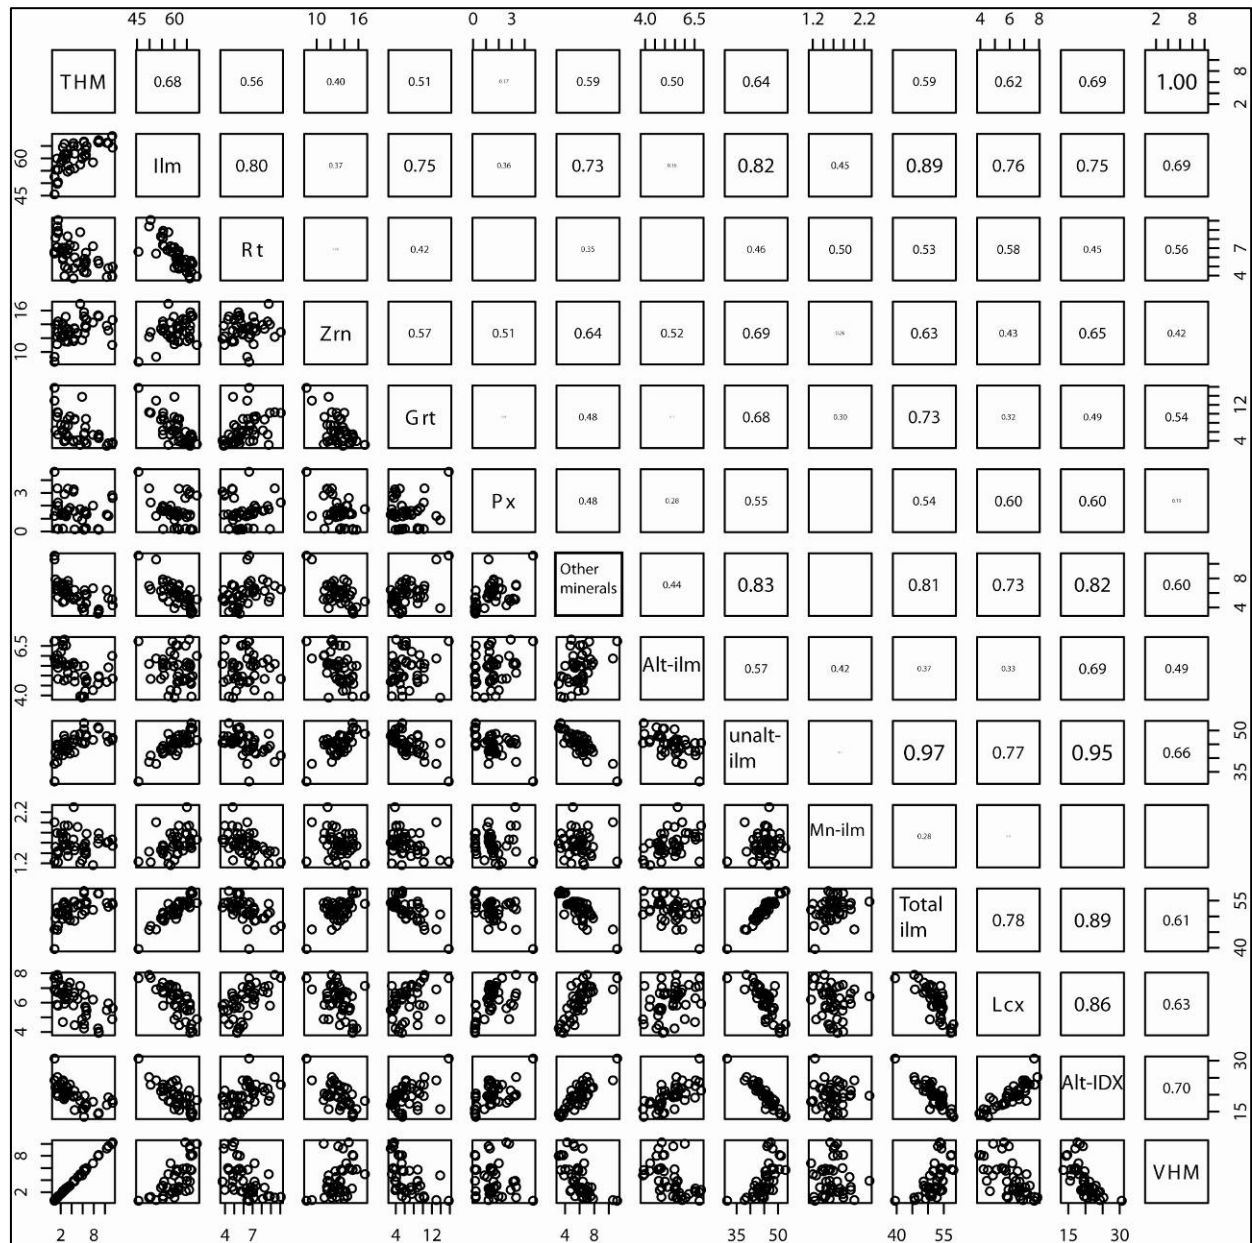 45 60 10 16 0 3 4.0 6.5 1.2 2.2 4 6 8 2 8
THM 0.68 0.56 0.40 0.51 0.17 0.59 0.50 0.64 0.59 0.62 0.69 1.00 2 8
45 60 Ilm 0.80 0.37 0.75 0.36 0.73 0.82 0.45 0.89 0.76 0.75 0.69
Rt 0.42 0.35 0.46 0.50 0.53 0.58 0.45 0.56 4 7
10 16 Zrn 0.57 0.51 0.64 0.52 0.69 0.63 0.43 0.65 0.42
Grt 0.48 0.68 0.30 0.73 0.32 0.49 0.54 4 12
0 3 Px 0.48 0.28 0.55 0.54 0.60 0.60
Other
minerals 0.44 0.83 0.81 0.73 0.82 0.60 4 8
4.0 6.5 Alt-ilm 0.57 0.42 0.37 0.33 0.69 0.49
unalt-
ilm 0.97 0.77 0.95 0.66 35 50
1.2 2.2 Mn-ilm 0.28
Total
ilm 0.78 0.89 0.61 40 55
4 6 8 Lcx 0.86 0.63
Alt-IDX 0.70 15 30
2 8 VHM
2 8 4 7 4 12 4 8 35 50 40 55 15 30